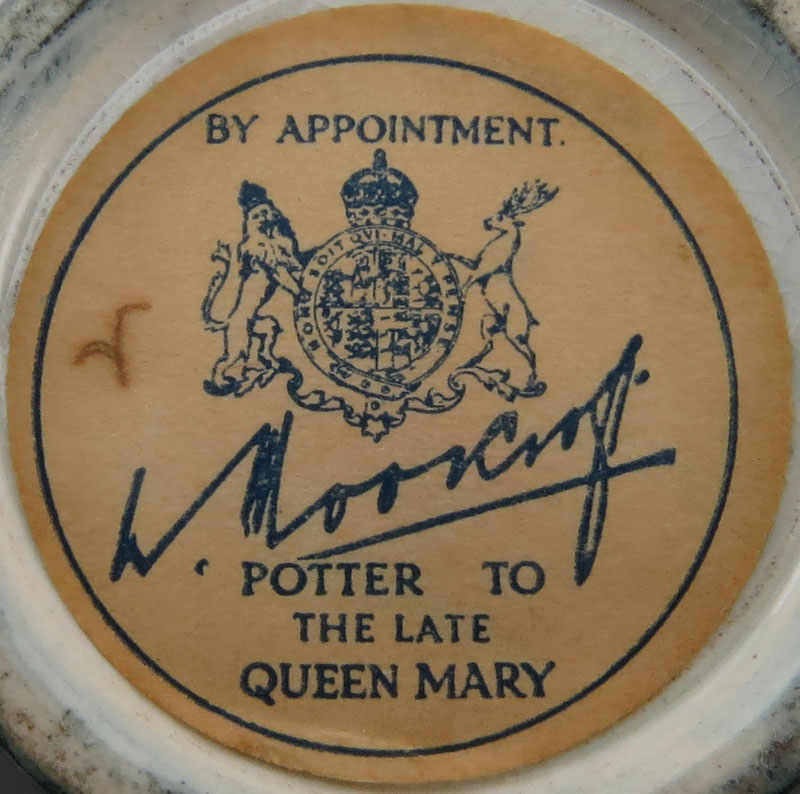 BY APPOINTMENT.
HONI SOIT QUI MAL Y PENSE
W. Moorcroft.
POTTER TO
THE LATE
QUEEN MARY